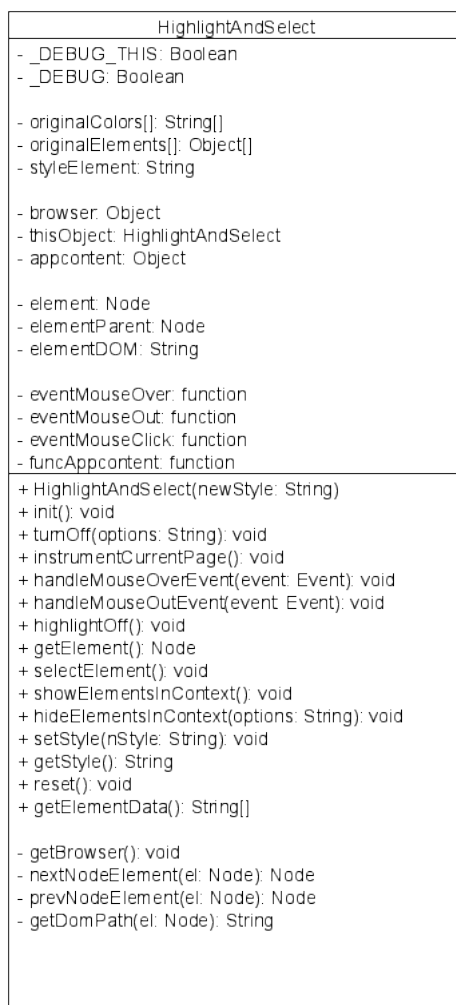 HighlightAndSelect
- _DEBUG_THIS: Boolean
- _DEBUG: Boolean
- originalColors[]: String[]
- originalElements[]: Object[]
- styleElement: String
- browser: Object
- thisObject: HighlightAndSelect
- appcontent: Object
- element: Node
- elementParent: Node
- elementDOM: String
- eventMouseOver: function
- eventMouseOut: function
- eventMouseClick: function
- funcAppcontent: function
+ HighlightAndSelect(newStyle: String)
+ init(): void
+ turnOff(options: String): void
+ instrumentCurrentPage(): void
+ handleMouseOverEvent(event: Event): void
+ handleMouseOutEvent(event: Event): void
+ highlightOff(): void
+ getElement(): Node
+ selectElement(): void
+ showElementsInContext(): void
+ hideElementsInContext(options: String): void
+ setStyle(nStyle: String): void
+ getStyle(): String
+ reset(): void
+ getElementData(): String[]
- getBrowser(): void
- nextNodeElement(el: Node): Node
- prevNodeElement(el: Node): Node
- getDomPath(el: Node): String